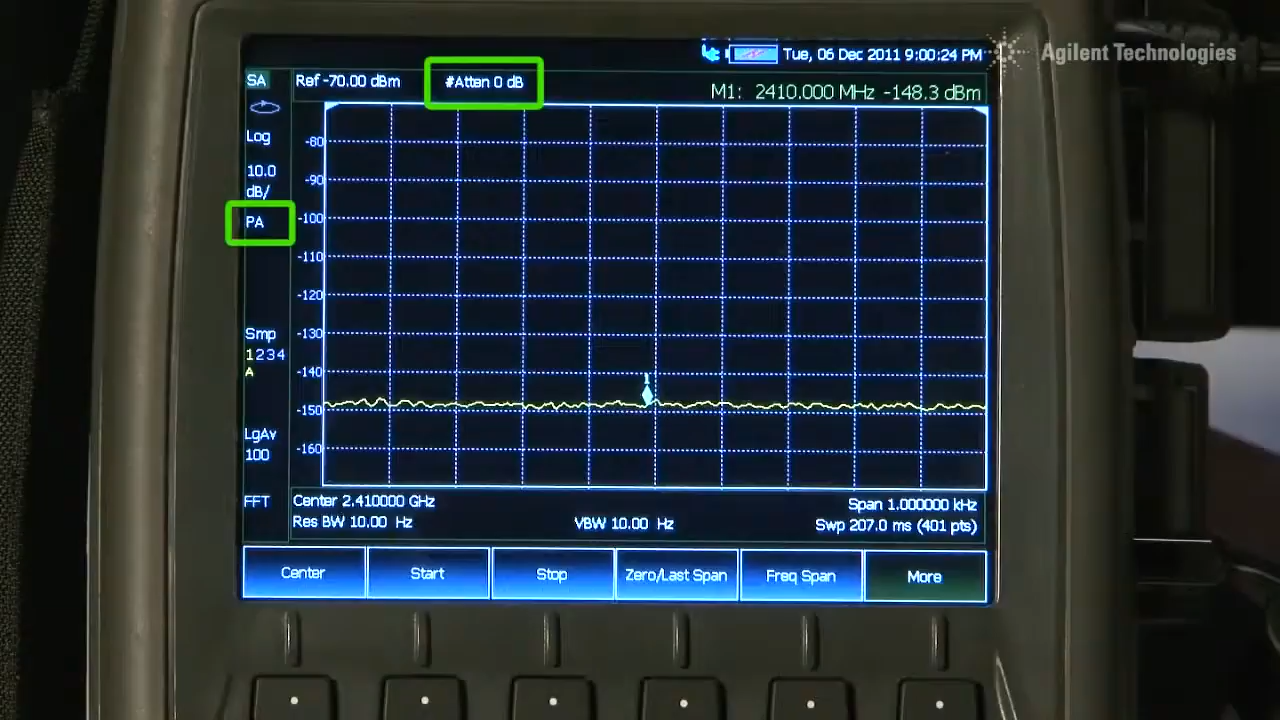 Tue, 06 Dec 2011 9:00:24 PM
Agilent Technologies
SA
Ref -70.00 dBm
#Atten 0 dB
M1: 2410.000 MHz -148.3 dBm
Log
10.0
dB/
PA
-80
-90
-100
-110
-120
-130
-140
-150
-160
1
Smp
1234
A
LgAv
100
FFT
Center 2.410000 GHz
Span 1.000000 kHz
Res BW 10.00 Hz
VBW 10.00 Hz
Swp 207.0 ms (401 pts)
Center
Start
Stop
Zero/Last Span
Freq Span
More